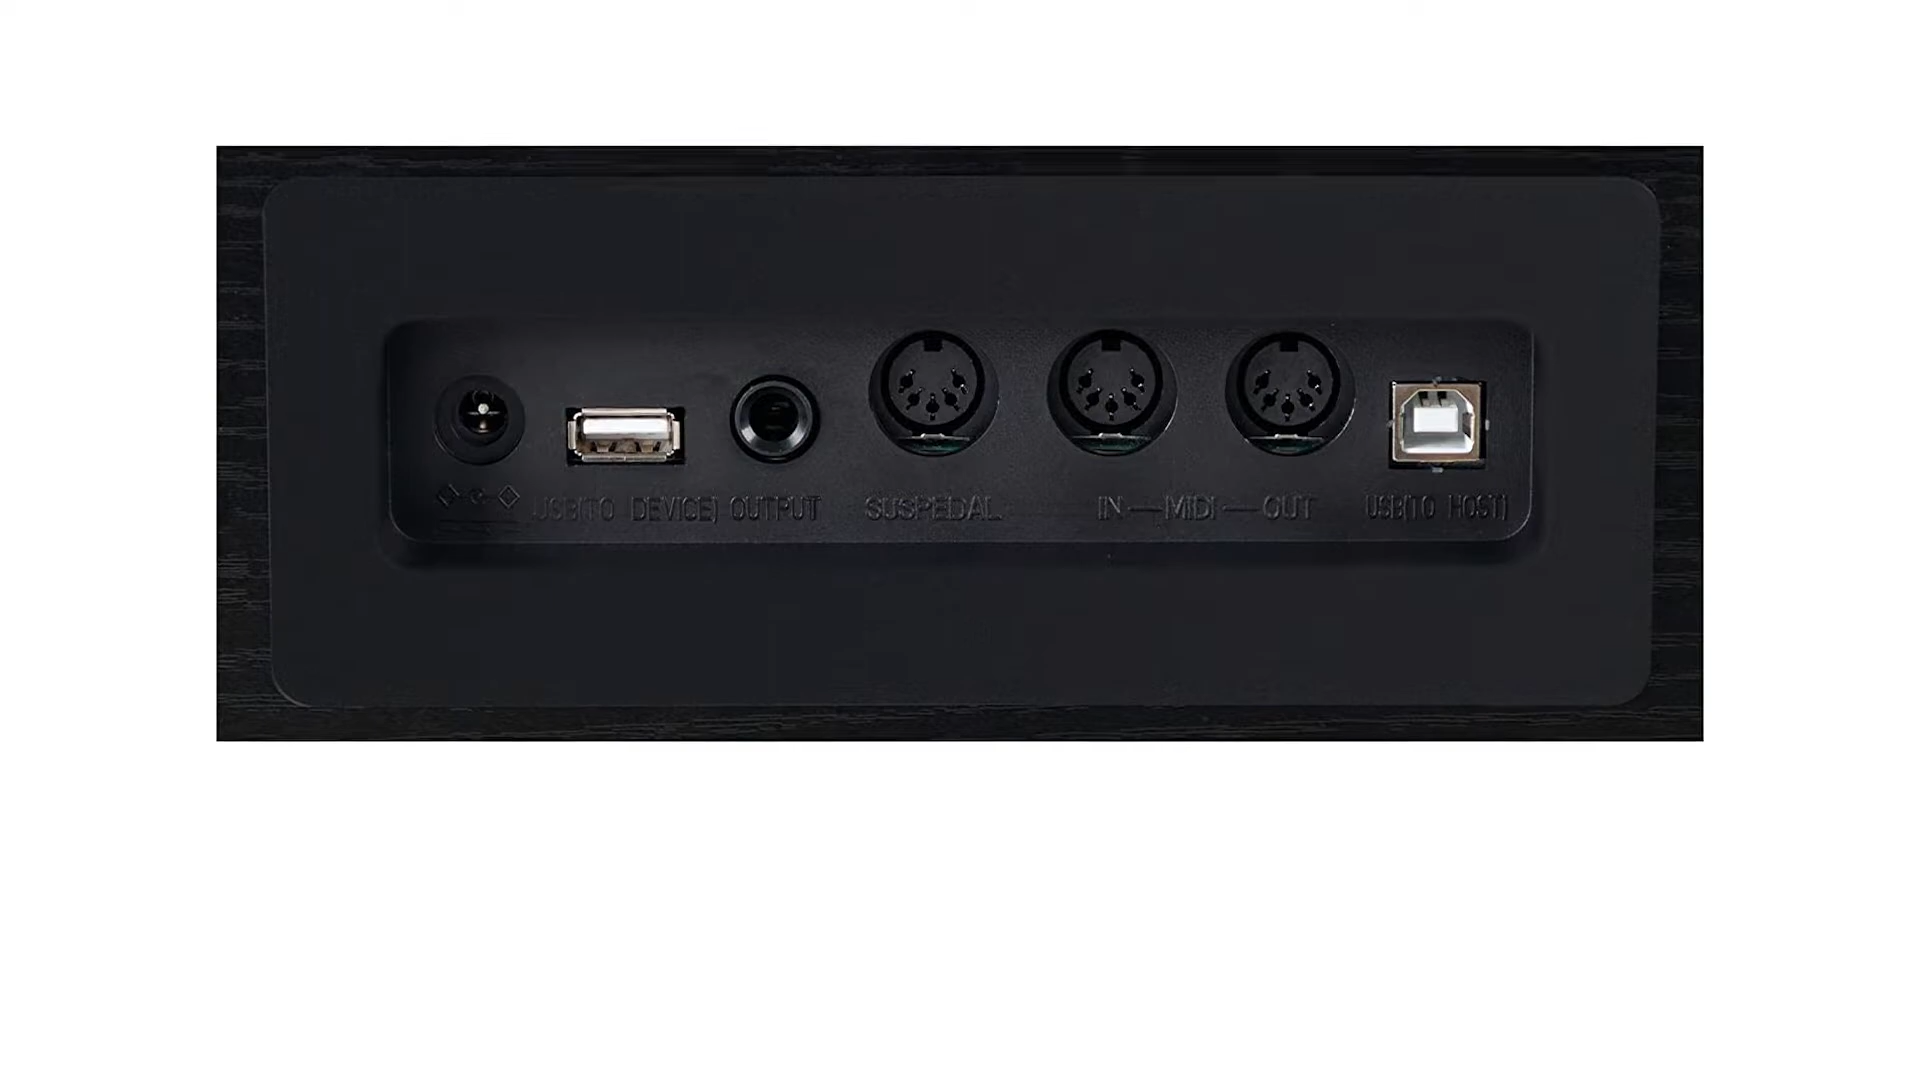 USB(TO DEVICE) OUTPUT SUSPEDAL IN—MIDI—OUT USB(TO HOST)